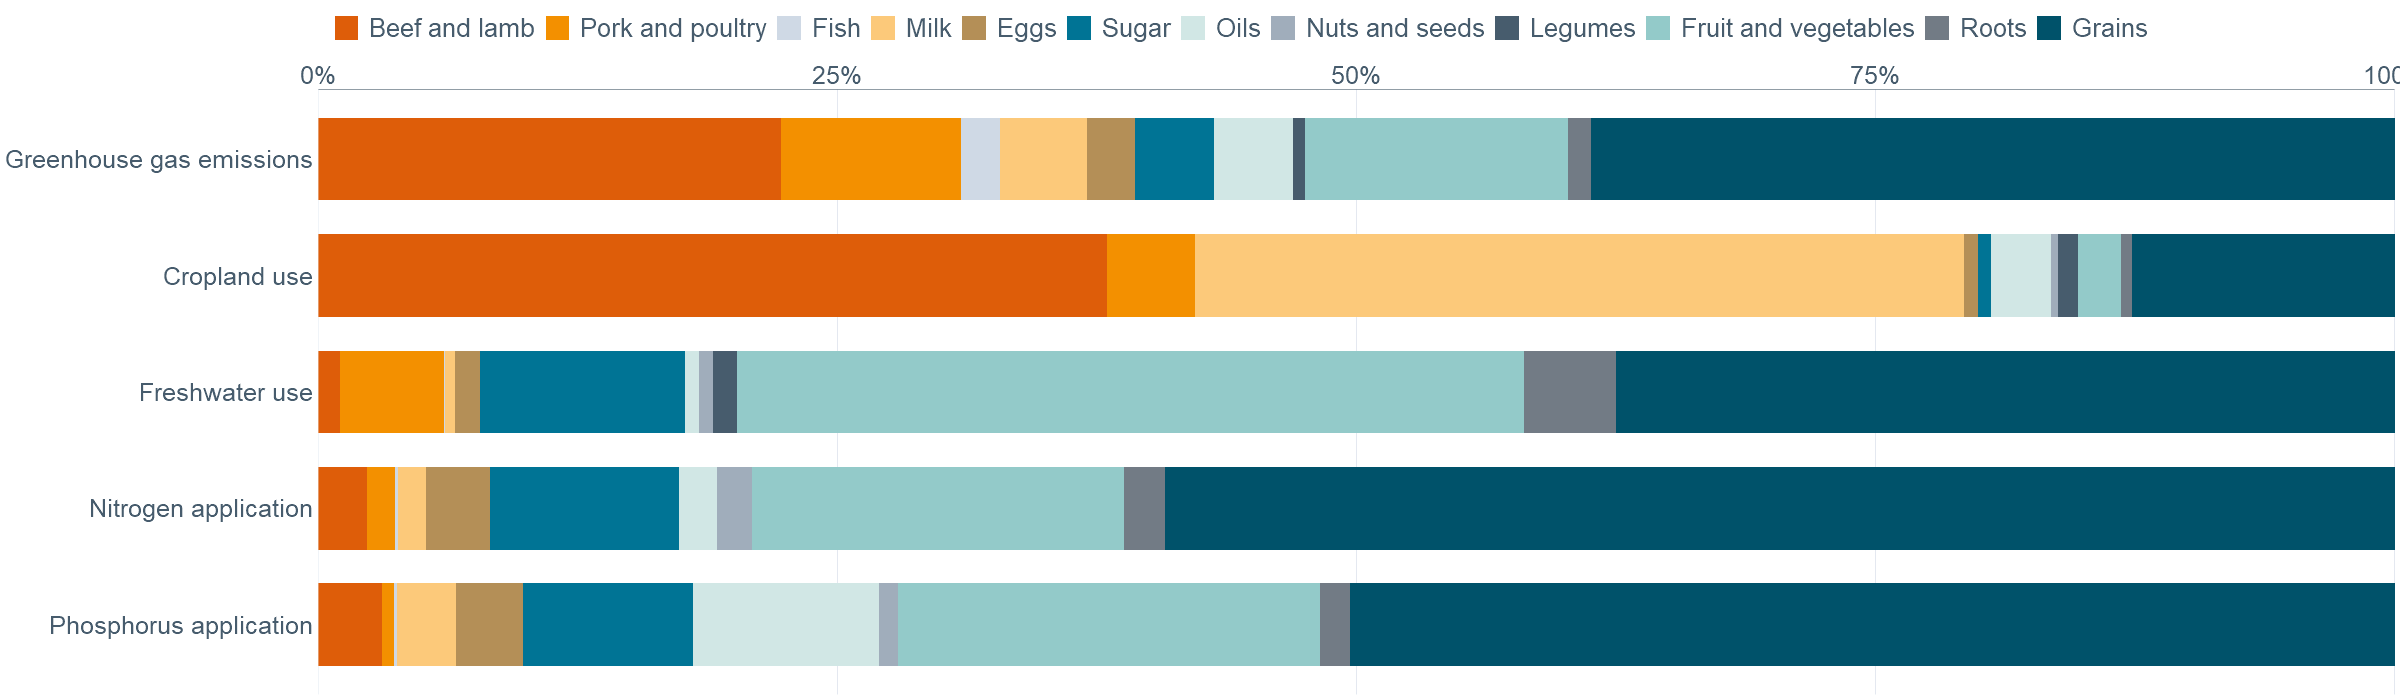 Beef and lamb Pork and poultry Fish Milk Eggs Sugar Oils Nuts and seeds Legumes Fruit and vegetables Roots Grains
0% 25% 50% 75% 100
Greenhouse gas emissions
Cropland use
Freshwater use
Nitrogen application
Phosphorus application